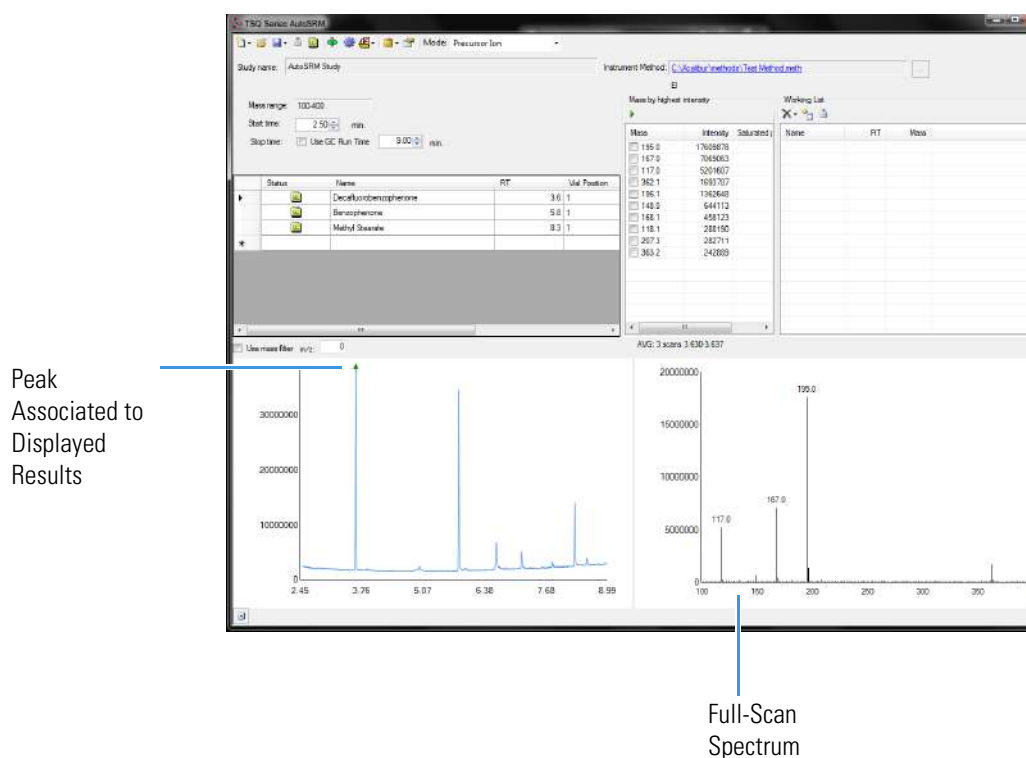 TSQ Series AutoSRM
Mode: Precursor Ion
Study name: AutoSRM Study
Instrument Method: C:\Xcalibur\methods\Test Method.meth
EI
Mass range: 100-400
Start time: 2.50 min.
Stop time: Use GC Run Time 9.00 min.
Mass by highest intensity
Working List
Mass Intensity Saturated
195.0 17609878
167.0 7069063
117.0 5201607
362.1 1693707
196.1 1362648
148.9 644113
168.1 458123
118.1 288190
207.3 282711
363.2 242889
Name RT Mass
Status Name RT Vial Position
Decafluorobenzophenone 3.6 1
Benzophenone 5.8 1
Methyl Stearate 8.3 1
Use mass filter m/z: 0
AVG: 3 scans 3.630-3.637
Peak
Associated to
Displayed
Results
30000000
20000000
10000000
0
2.45 3.76 5.07 6.38 7.68 8.99
20000000
15000000
10000000
5000000
0
195.0
167.0
117.0
100 150 200 250 300 350
Full-Scan
Spectrum